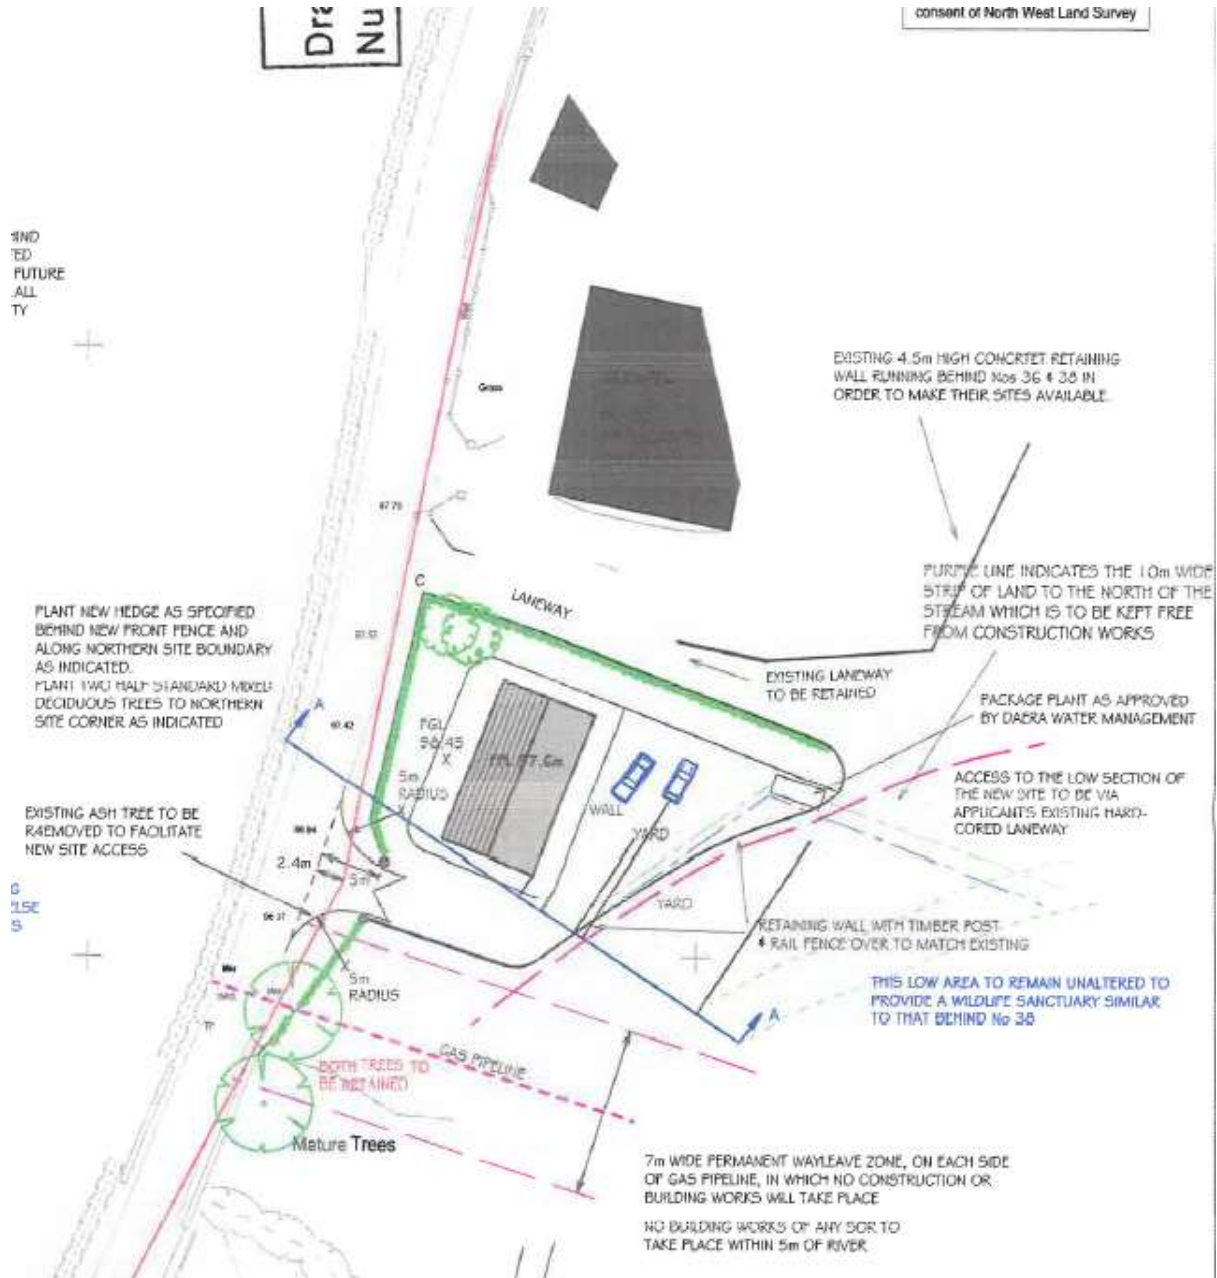 Dra
Nu
consent of North West Land Survey
FUTURE
ALL
TY
Grass
EXISTING 4.5m HIGH CONCRTET RETAINING
WALL RUNNING BEHIND Nos 36 & 38 IN
ORDER TO MAKE THEIR SITES AVAILABLE.
C
LANEWAY
PURPLE LINE INDICATES THE 10m WIDE
STRIP OF LAND TO THE NORTH OF THE
STREAM WHICH IS TO BE KEPT FREE
FROM CONSTRUCTION WORKS
PLANT NEW HEDGE AS SPECIFIED
BEHIND NEW FRONT FENCE AND
ALONG NORTHERN SITE BOUNDARY
AS INDICATED.
PLANT TWO HALF STANDARD MIXED
DECIDUOUS TREES TO NORTHERN
SITE CORNER AS INDICATED
EXISTING LANEWAY
TO BE RETAINED
PACKAGE PLANT AS APPROVED
BY DAERA WATER MANAGEMENT
A
FGL
96.45
X
FFL 97.6m
5m
RADIUS
WALL
YARD
ACCESS TO THE LOW SECTION OF
THE NEW SITE TO BE VIA
APPLICANTS EXISTING HARD-
CORED LANEWAY
EXISTING ASH TREE TO BE
R4EMOVED TO FACILITATE
NEW SITE ACCESS
2.4m
5m
YARD
RETAINING WALL WITH TIMBER POST
& RAIL FENCE OVER TO MATCH EXISTING
5m
RADIUS
THIS LOW AREA TO REMAIN UNALTERED TO
PROVIDE A WILDLIFE SANCTUARY SIMILAR
TO THAT BEHIND No 38
A
GAS PIPELINE
BOTH TREES TO
BE RETAINED
Mature Trees
7m WIDE PERMANENT WAYLEAVE ZONE, ON EACH SIDE
OF GAS PIPELINE, IN WHICH NO CONSTRUCTION OR
BUILDING WORKS WILL TAKE PLACE
NO BUILDING WORKS OF ANY SOR TO
TAKE PLACE WITHIN 5m OF RIVER